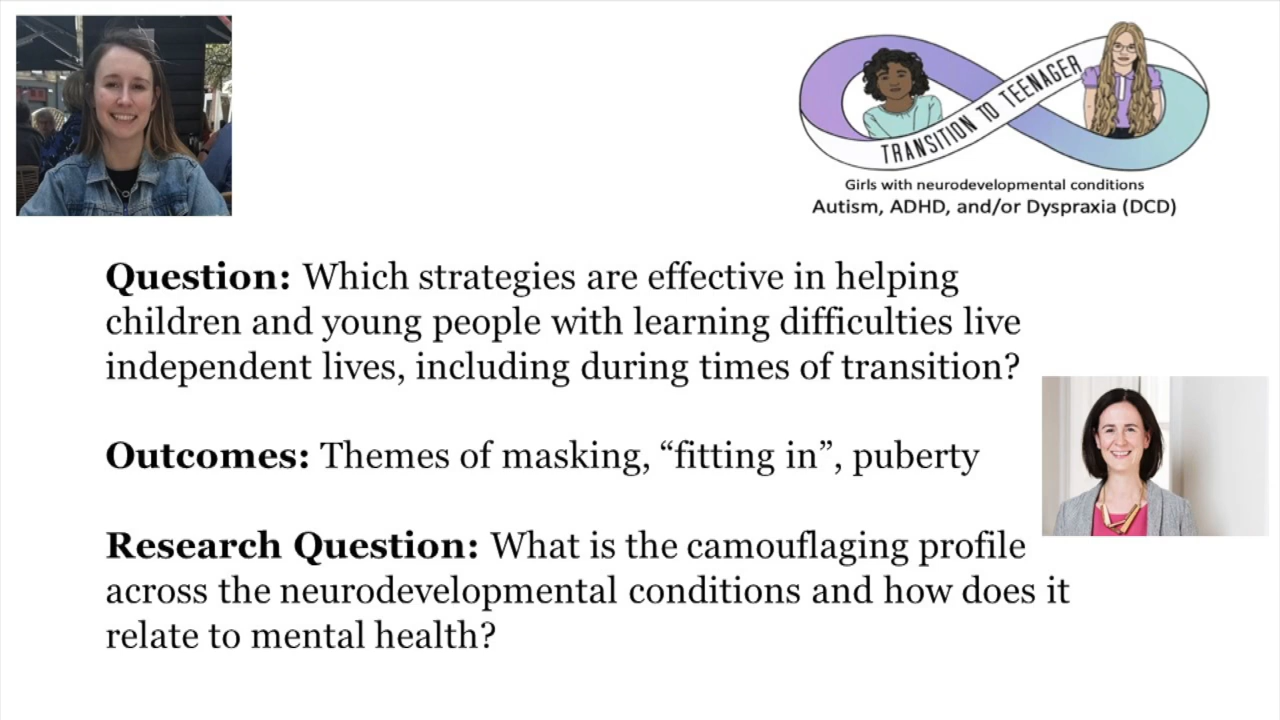 TRANSITION TO TEENAGER
Girls with neurodevelopmental conditions
Autism, ADHD, and/or Dyspraxia (DCD)
Question: Which strategies are effective in helping
children and young people with learning difficulties live
independent lives, including during times of transition?
Outcomes: Themes of masking, “fitting in”, puberty
Research Question: What is the camouflaging profile
across the neurodevelopmental conditions and how does it
relate to mental health?